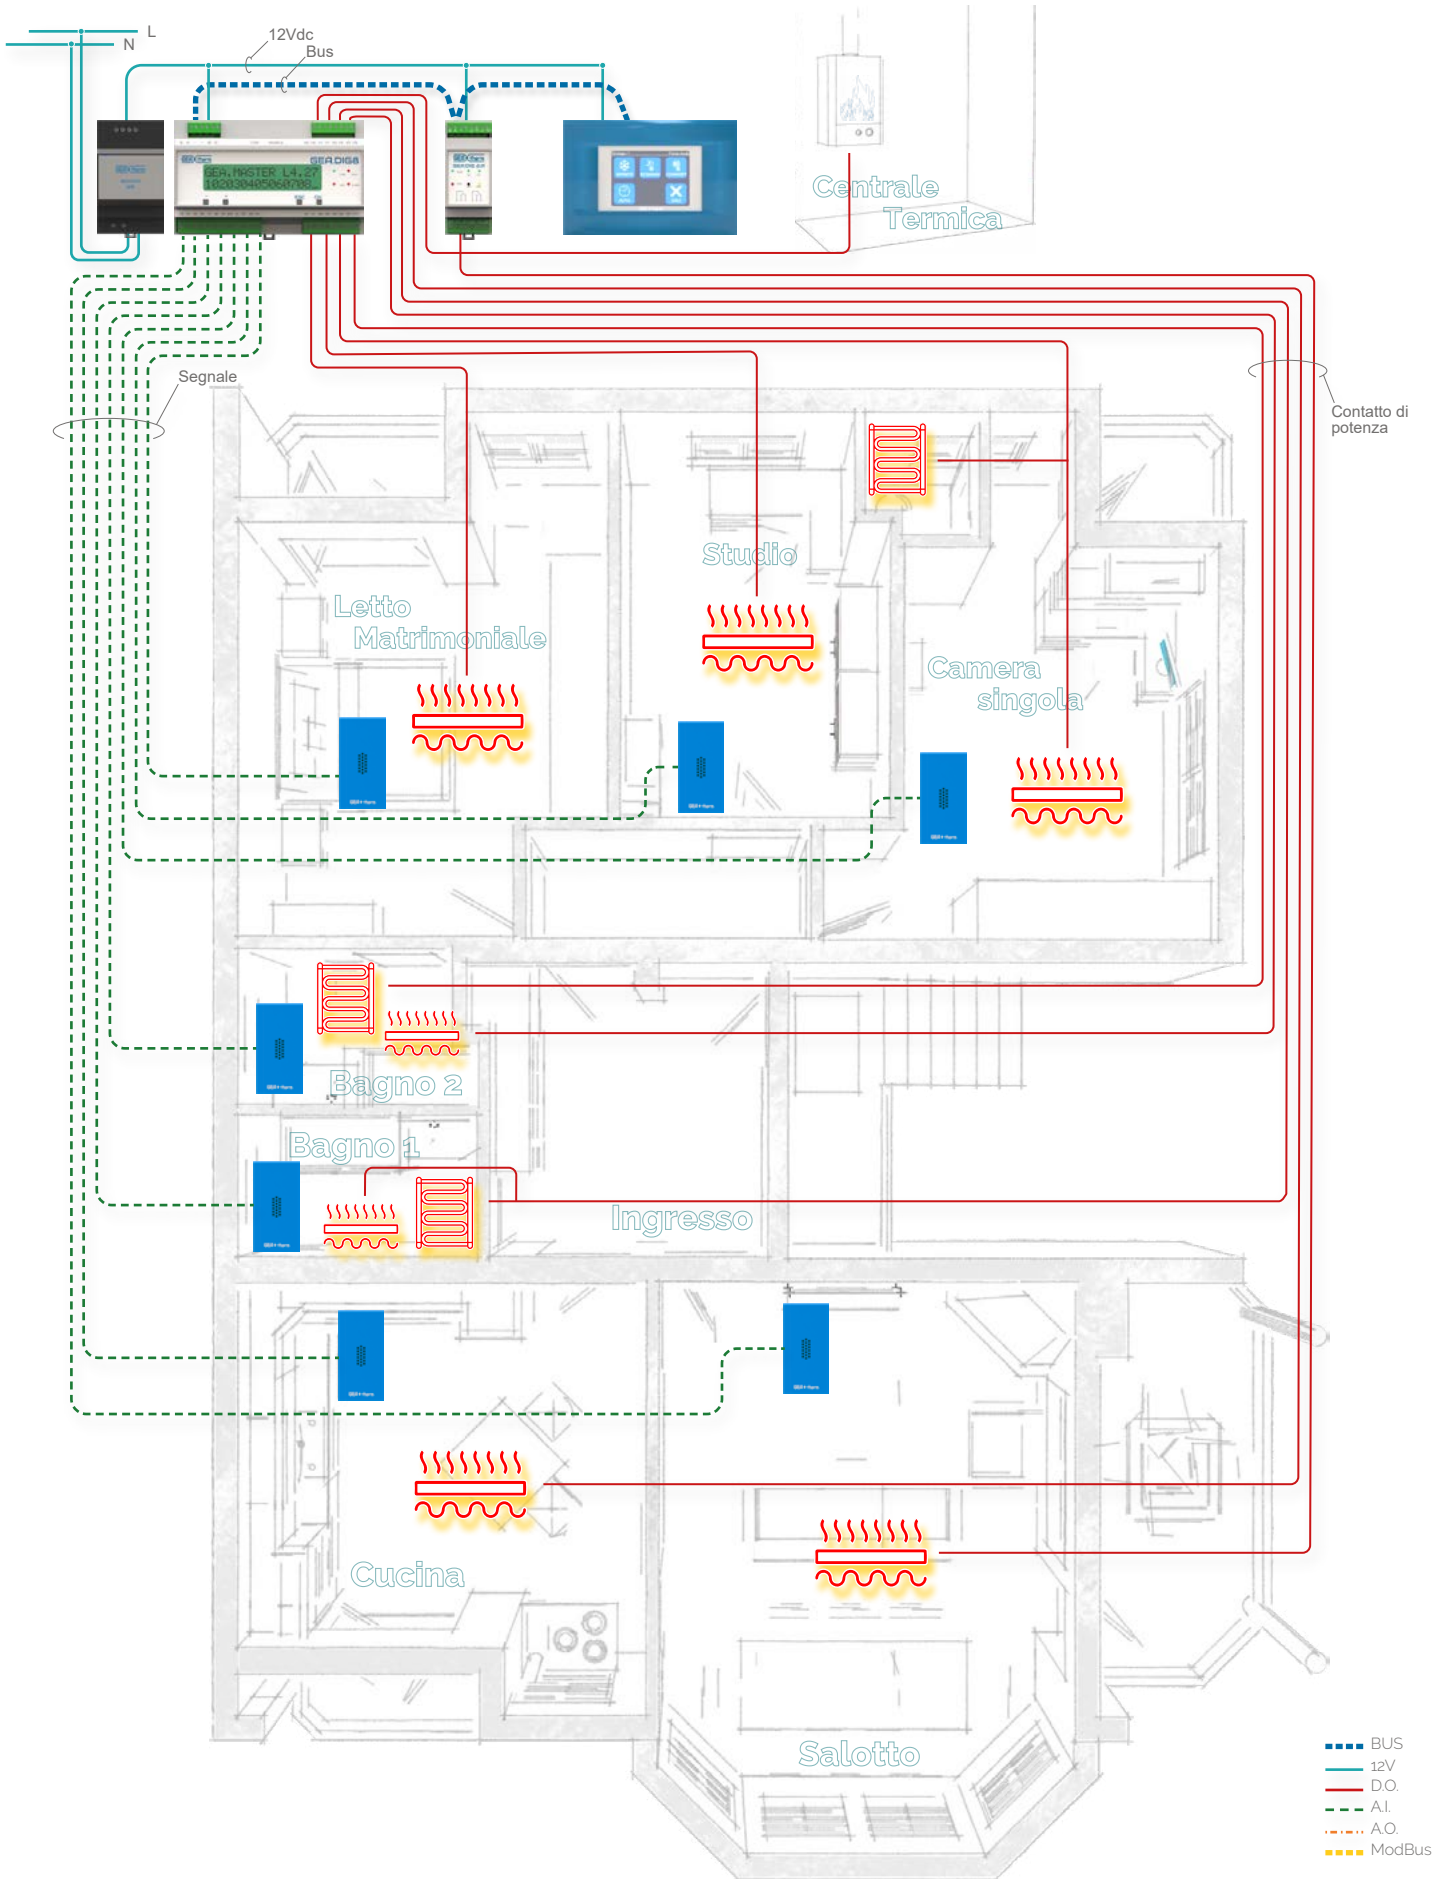 L
N
12Vdc
Bus
GEA.DIG8
GEA.MASTER L4.27
102030405060708.
Centrale
Termica
Segnale
Contatto di
potenza
Studio
Letto
Matrimoniale
Camera
singola
Bagno 2
Bagno 1
Ingresso
Cucina
Salotto
BUS
12V
D.O.
A.I.
A.O.
ModBus